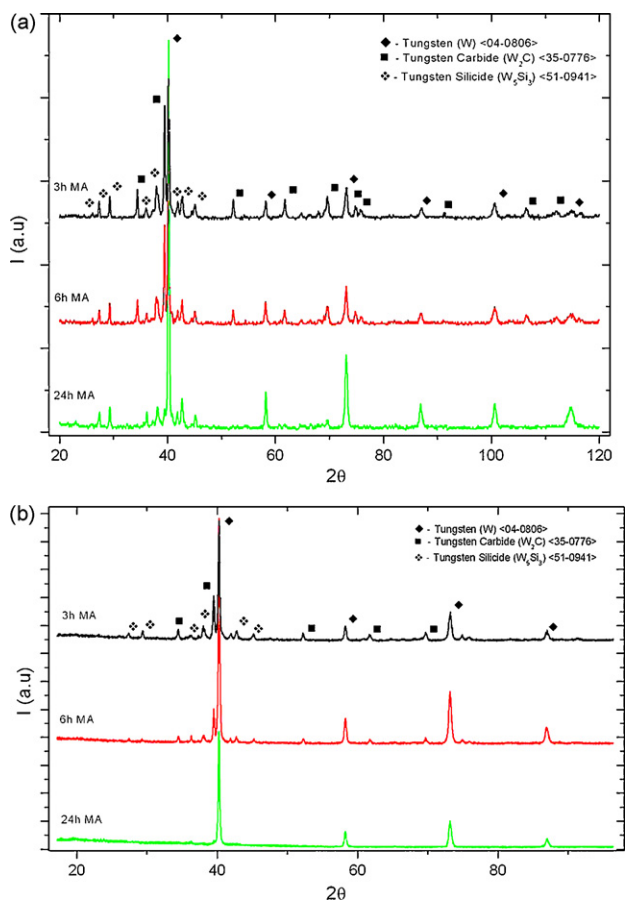 (a)
◆ - Tungsten (W) <04-0806>
■ - Tungsten Carbide (W₂C) <35-0776>
❖ - Tungsten Silicide (W₅Si₃) <51-0941>
3h MA
6h MA
24h MA
I (a.u)
20 40 60 80 100 120
2θ
(b)
◆ - Tungsten (W) <04-0806>
■ - Tungsten Carbide (W₂C) <35-0776>
❖ - Tungsten Silicide (W₅Si₃) <51-0941>
3h MA
6h MA
24h MA
I (a.u)
20 40 60 80
2θ